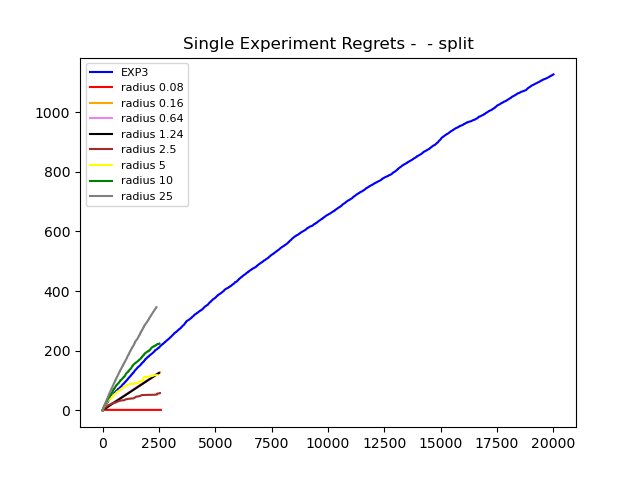 Single Experiment Regrets -  - split
EXP3
radius 0.08
radius 0.16
radius 0.64
radius 1.24
radius 2.5
radius 5
radius 10
radius 25
1000
800
600
400
200
0
0 2500 5000 7500 10000 12500 15000 17500 20000